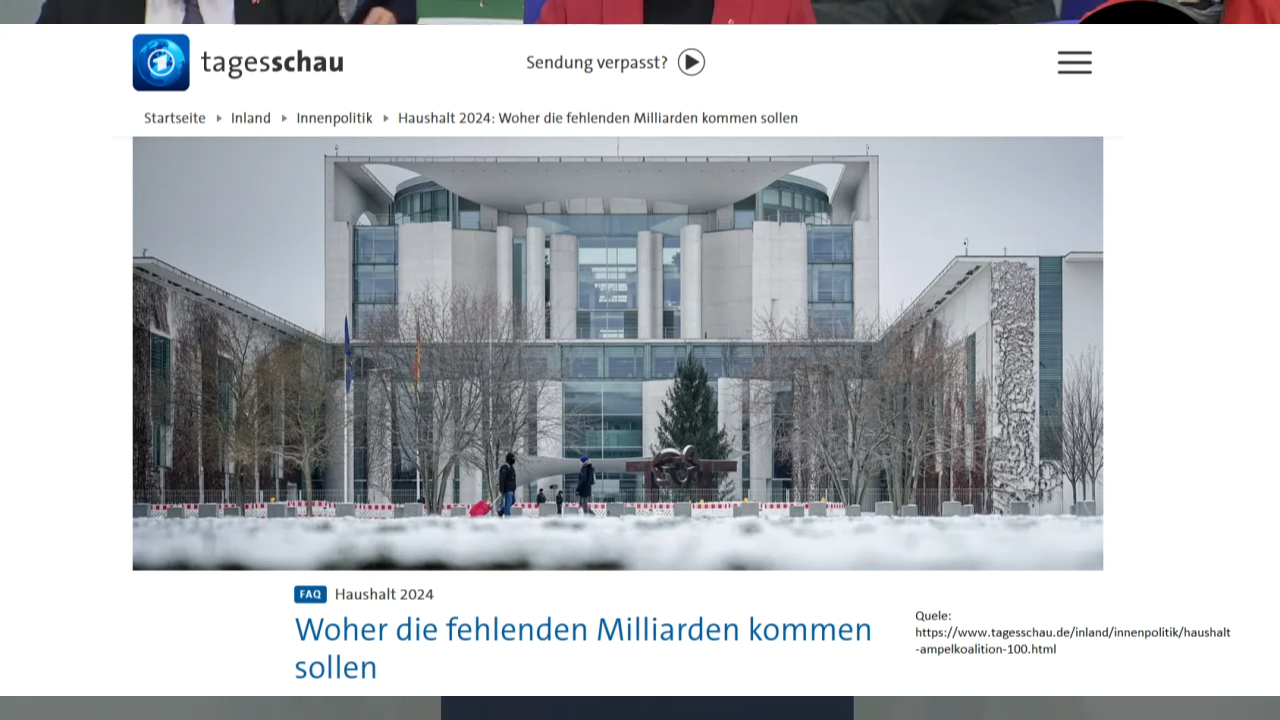 tagesschau
Sendung verpasst?
Startseite Inland Innenpolitik Haushalt 2024: Woher die fehlenden Milliarden kommen sollen
FAQ Haushalt 2024
Woher die fehlenden Milliarden kommen
sollen
Quele:
https://www.tagesschau.de/inland/innenpolitik/haushalt
-ampelkoalition-100.html